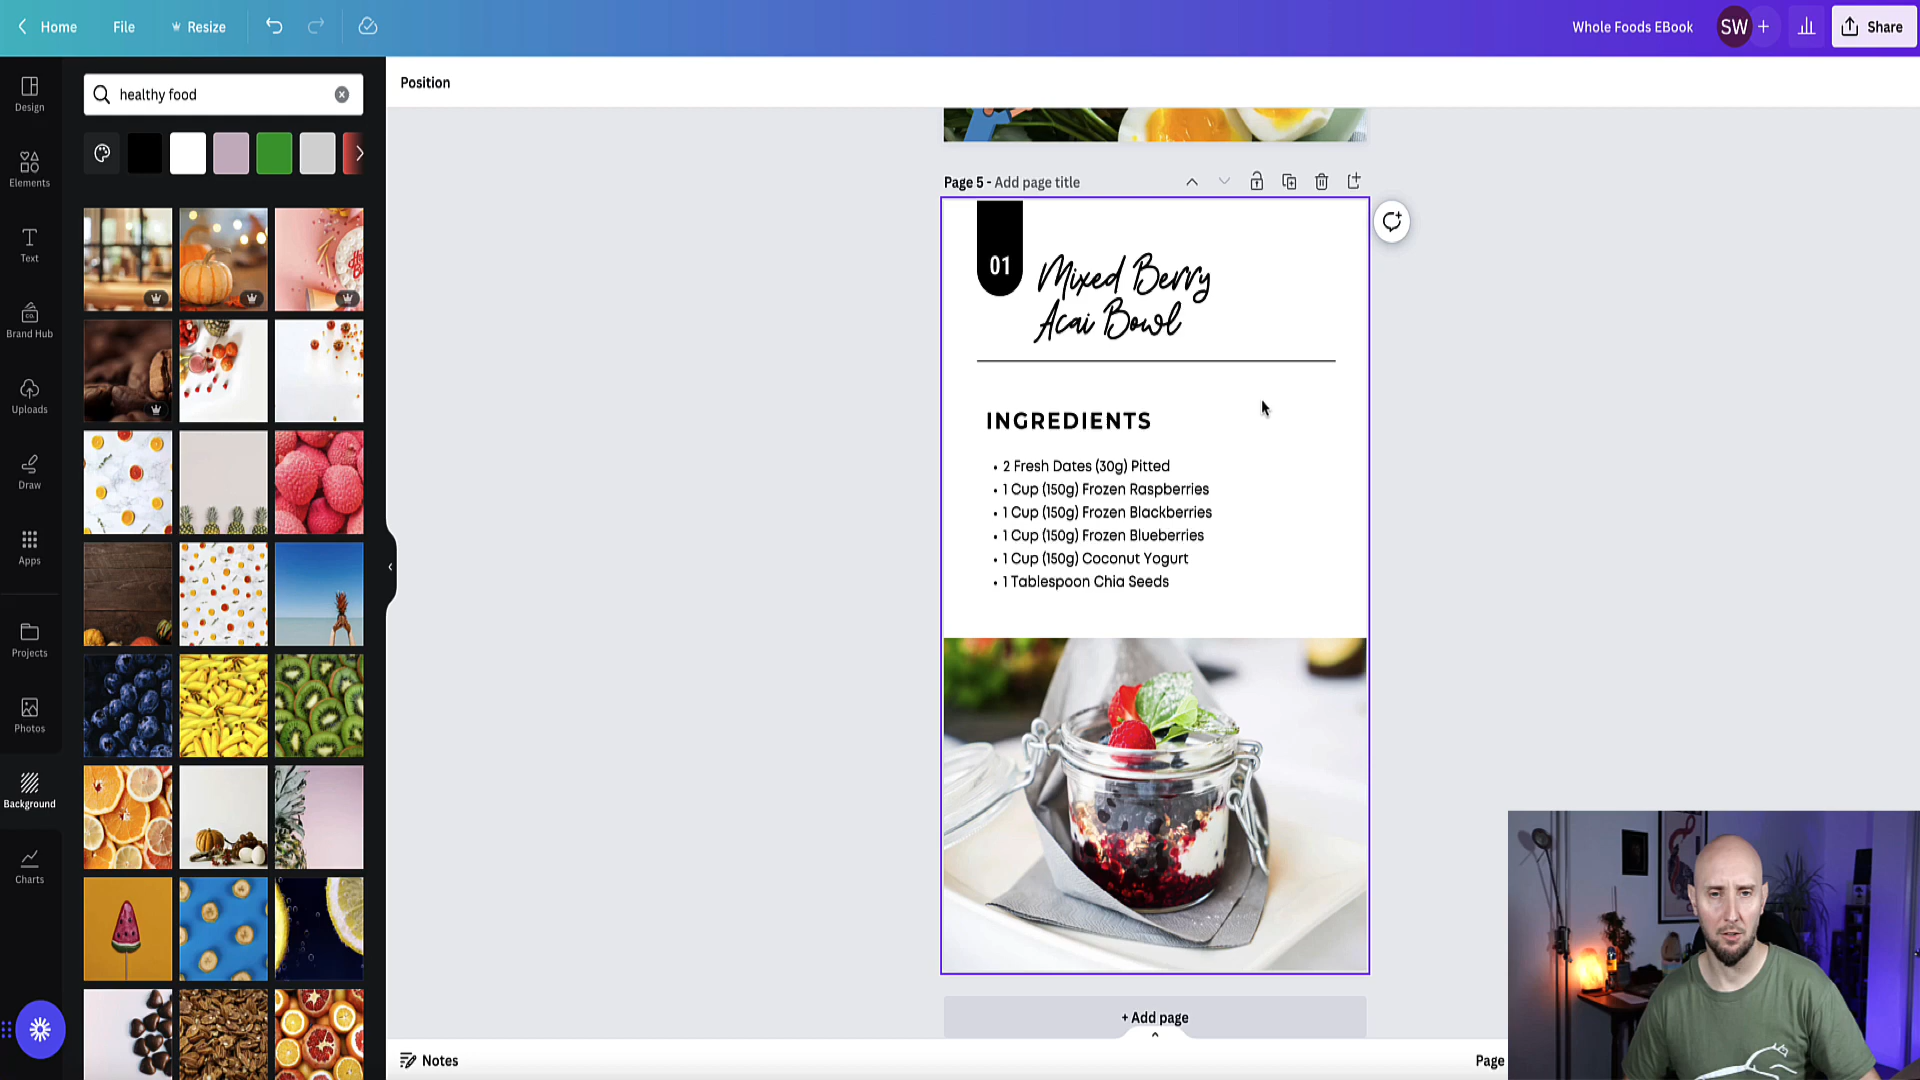 Home
File
Resize
Whole Foods EBook
SW
Share
Design
Elements
Text
Brand Hub
Uploads
Draw
Apps
Projects
Photos
Background
Charts
healthy food
Position
Page 5 - Add page title
01
Mixed Berry
Acai Bowl
INGREDIENTS
• 2 Fresh Dates (30g) Pitted
• 1 Cup (150g) Frozen Raspberries
• 1 Cup (150g) Frozen Blackberries
• 1 Cup (150g) Frozen Blueberries
• 1 Cup (150g) Coconut Yogurt
• 1 Tablespoon Chia Seeds
+ Add page
Notes
Page